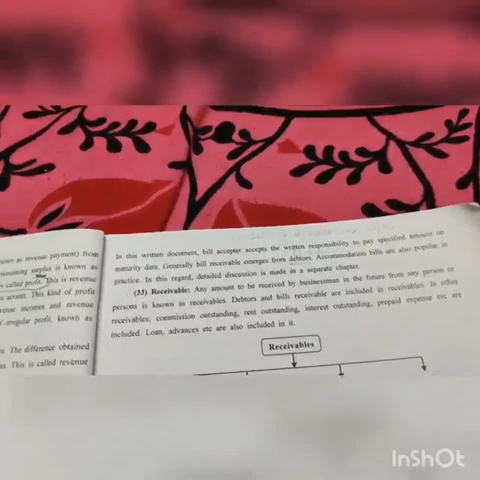 enses as revenue payment) from
remaining surplus is known as
is called profit. This is revenue
s account. This kind of profit
venue incomes and revenue
f irregular profit, known as
es. The difference obtained
ss. This is called revenue
In this written document, bill accepter accepts the written responsibility to pay specified amount on
maturity date. Generally bill receivable emerges from debtors. Accommodation bills are also popular in
practice. In this regard, detailed discussion is made in a separate chapter.
(33) Receivable: Any amount to be received by businessman in the future from any person or
persons is known as receivables. Debtors and bills receivable are included in receivables. In other
receivables; commission outstanding, rent outstanding, interest outstanding, prepaid expense etc are
included. Loan, advances etc are also included in it.
Receivables
InShOt